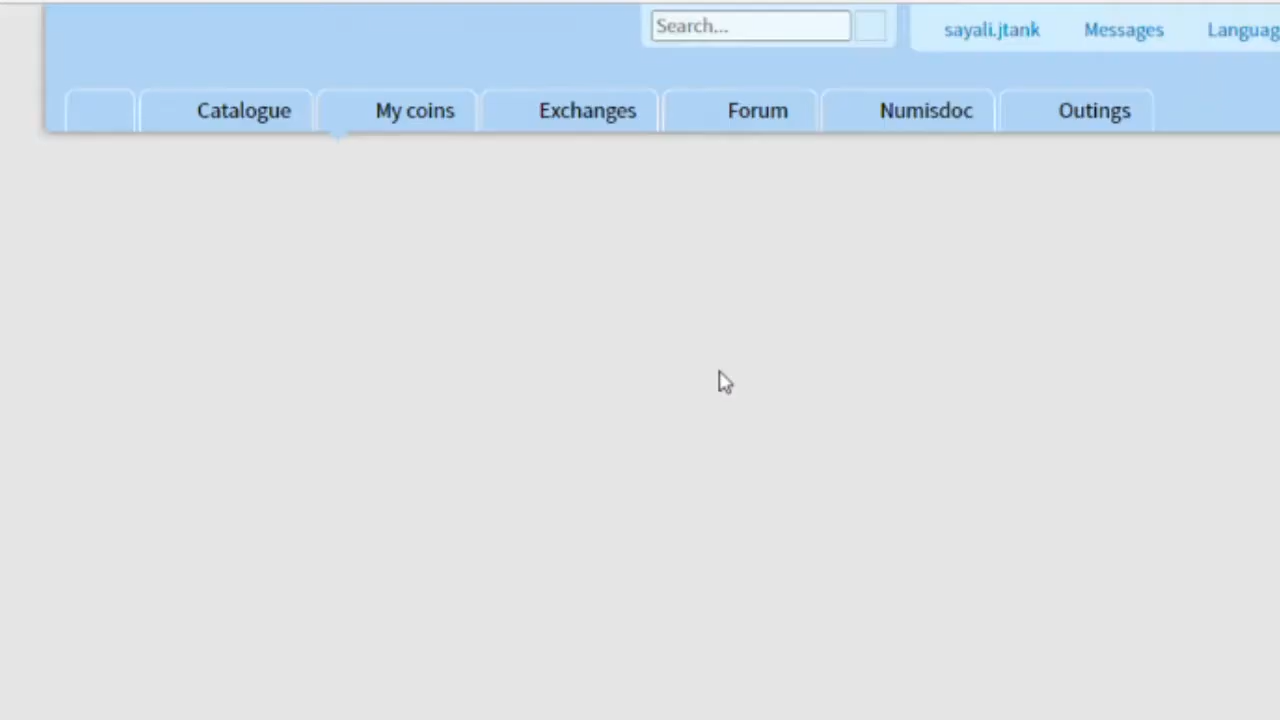 Search...
sayali.jtank Messages
Catalogue My coins Exchanges Forum Numisdoc Outings